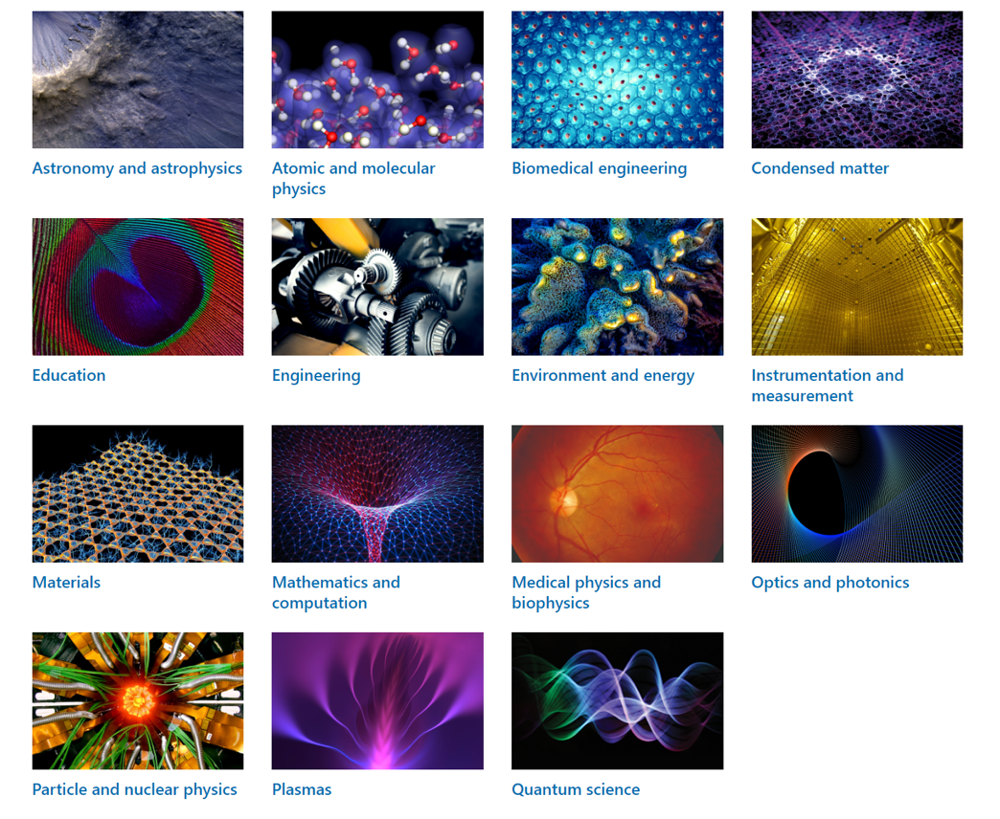 Astronomy and astrophysics
Atomic and molecular
physics
Biomedical engineering
Condensed matter
Education
Engineering
Environment and energy
Instrumentation and
measurement
Materials
Mathematics and
computation
Medical physics and
biophysics
Optics and photonics
Particle and nuclear physics
Plasmas
Quantum science